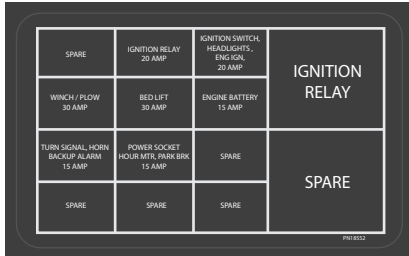 SPARE
IGNITION RELAY
20 AMP
IGNITION SWITCH,
HEADLIGHTS ,
ENG IGN,
20 AMP
IGNITION
RELAY
WINCH / PLOW
30 AMP
BED LIFT
30 AMP
ENGINE BATTERY
15 AMP
TURN SIGNAL, HORN
BACKUP ALARM
15 AMP
POWER SOCKET
HOUR MTR, PARK BRK
15 AMP
SPARE
SPARE
SPARE
SPARE
SPARE
PN18552